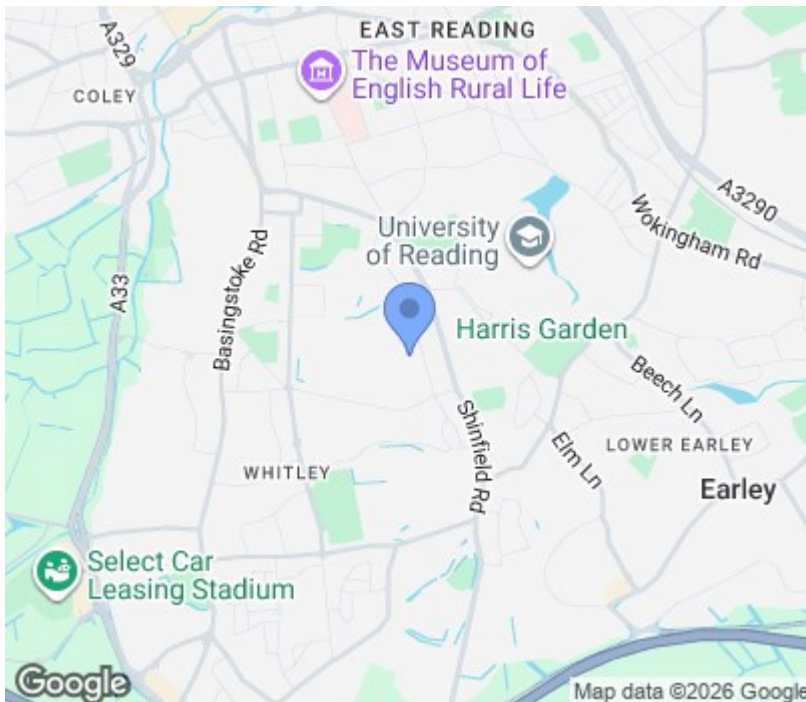 A329
EAST READING
The Museum of
English Rural Life
COLEY
A3290
Wokingham Rd
University
of Reading
A33
Basingstoke Rd
Harris Garden
Beech Ln
Shinfield Rd
Elm Ln
LOWER EARLEY
WHITLEY
Earley
Select Car
Leasing Stadium
Google
Map data ©2026 Google